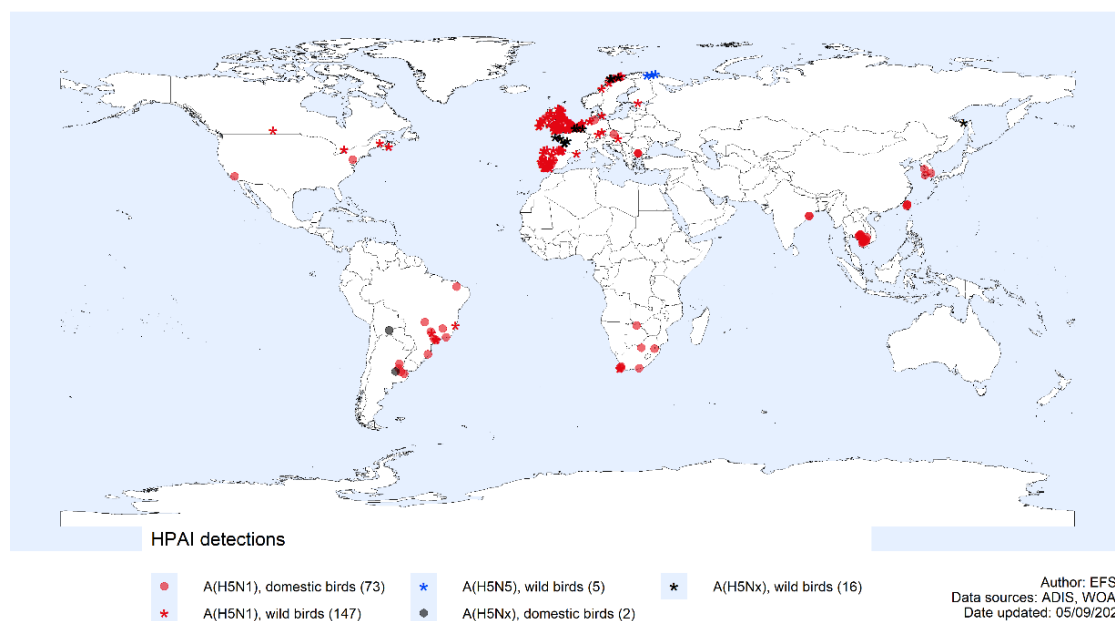 HPAI detections
A(H5N1), domestic birds (73)
A(H5N5), wild birds (5)
A(H5Nx), wild birds (16)
A(H5N1), wild birds (147)
A(H5Nx), domestic birds (2)
Author: EFS
Data sources: ADIS, WOA
Date updated: 05/09/202